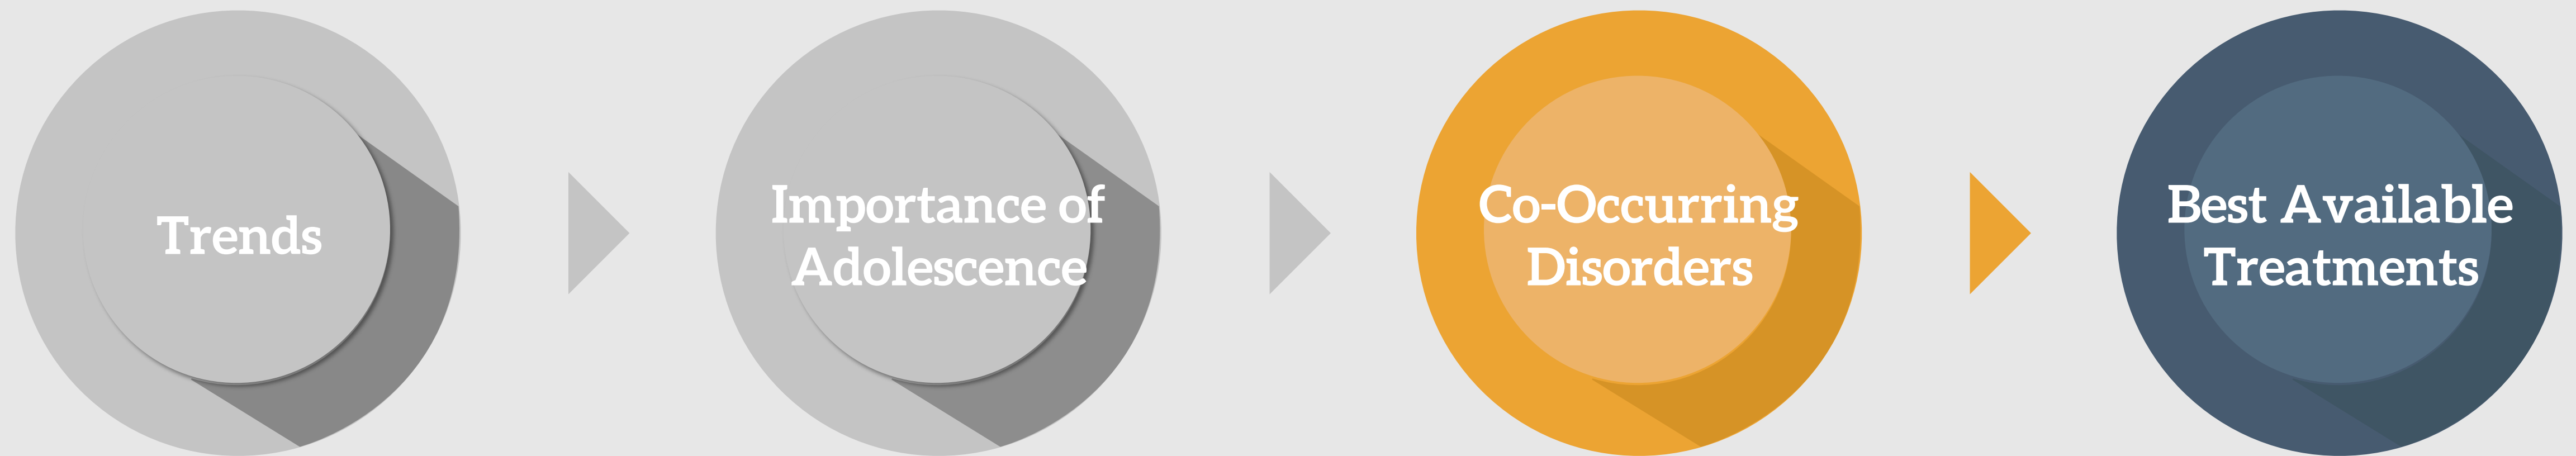 Trends
Importance of
Adolescence
Co-Occurring
Disorders
Best Available
Treatments